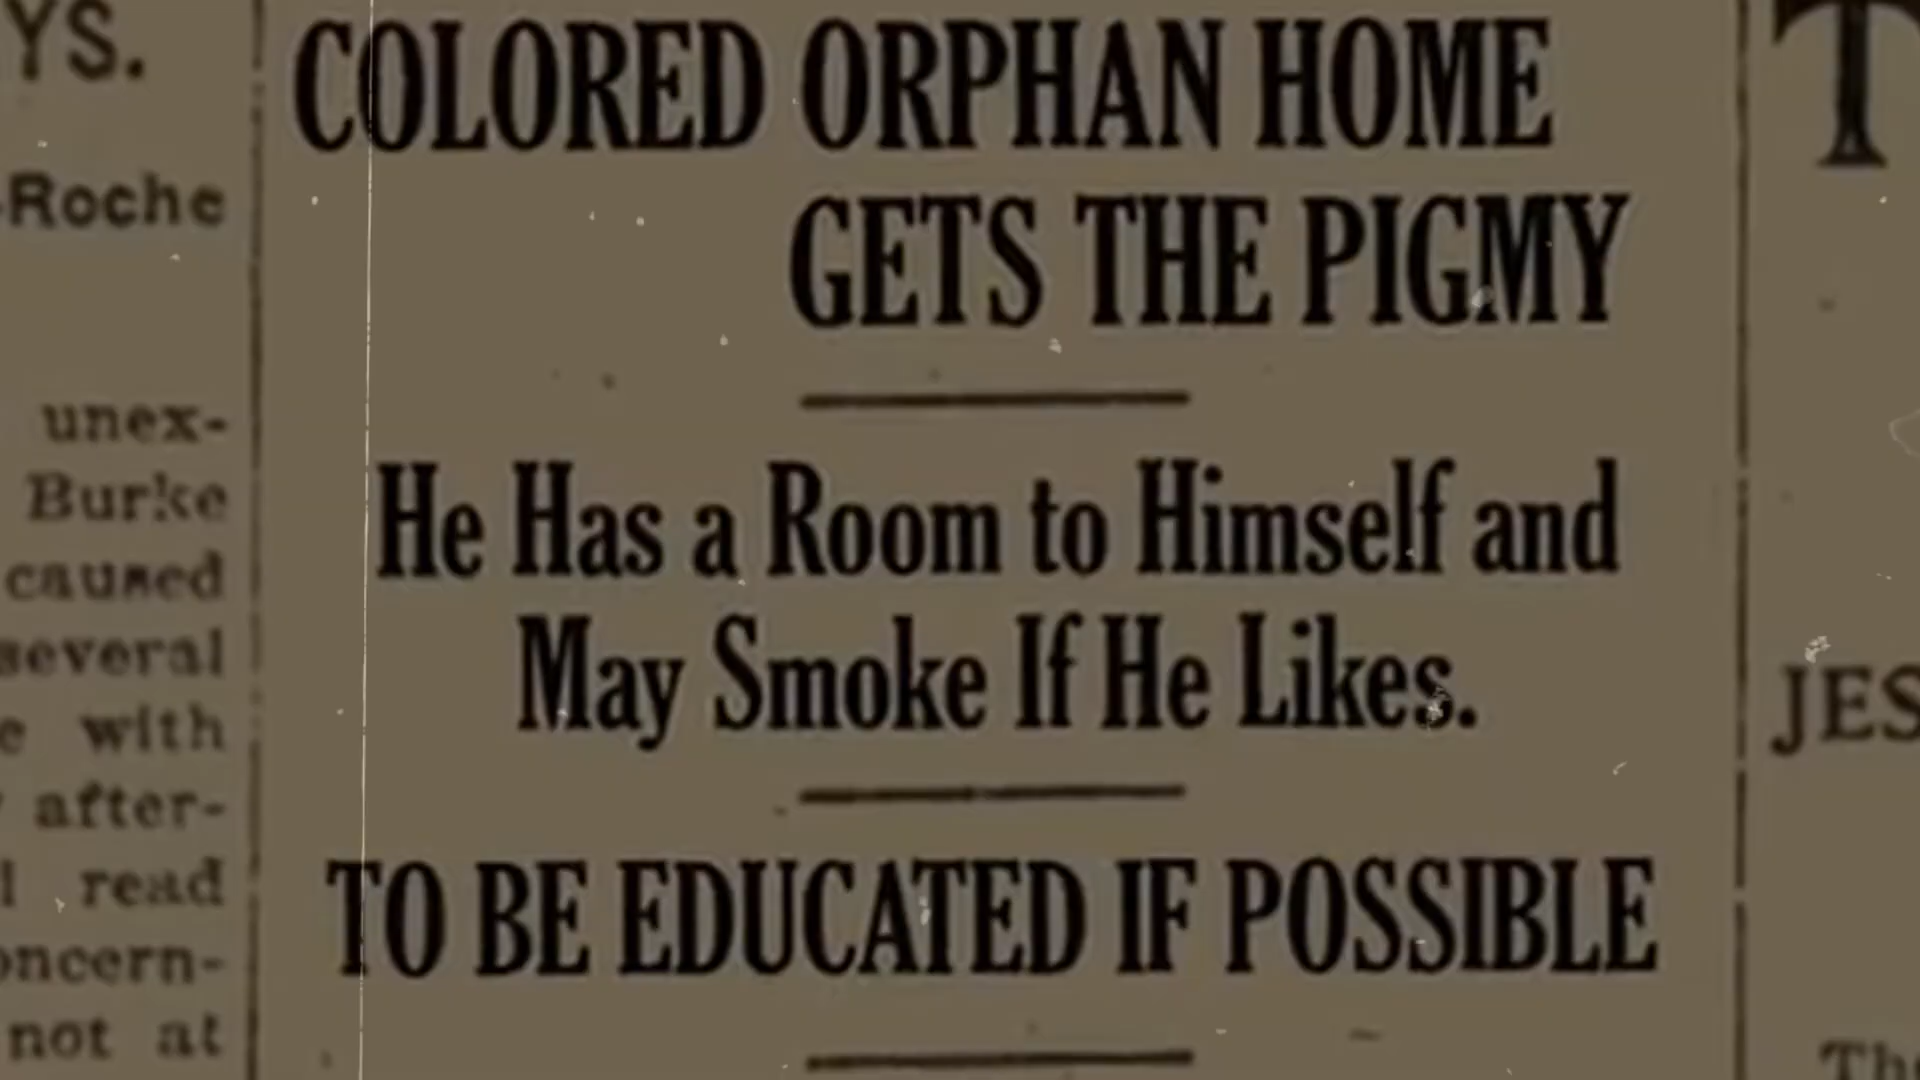 YS.
-Roche
unex-
Burke
caused
several
e with
after-
l read
oncern-
not at
COLORED ORPHAN HOME
GETS THE PIGMY
He Has a Room to Himself and
May Smoke If He Likes.
TO BE EDUCATED IF POSSIBLE
T
JES
The